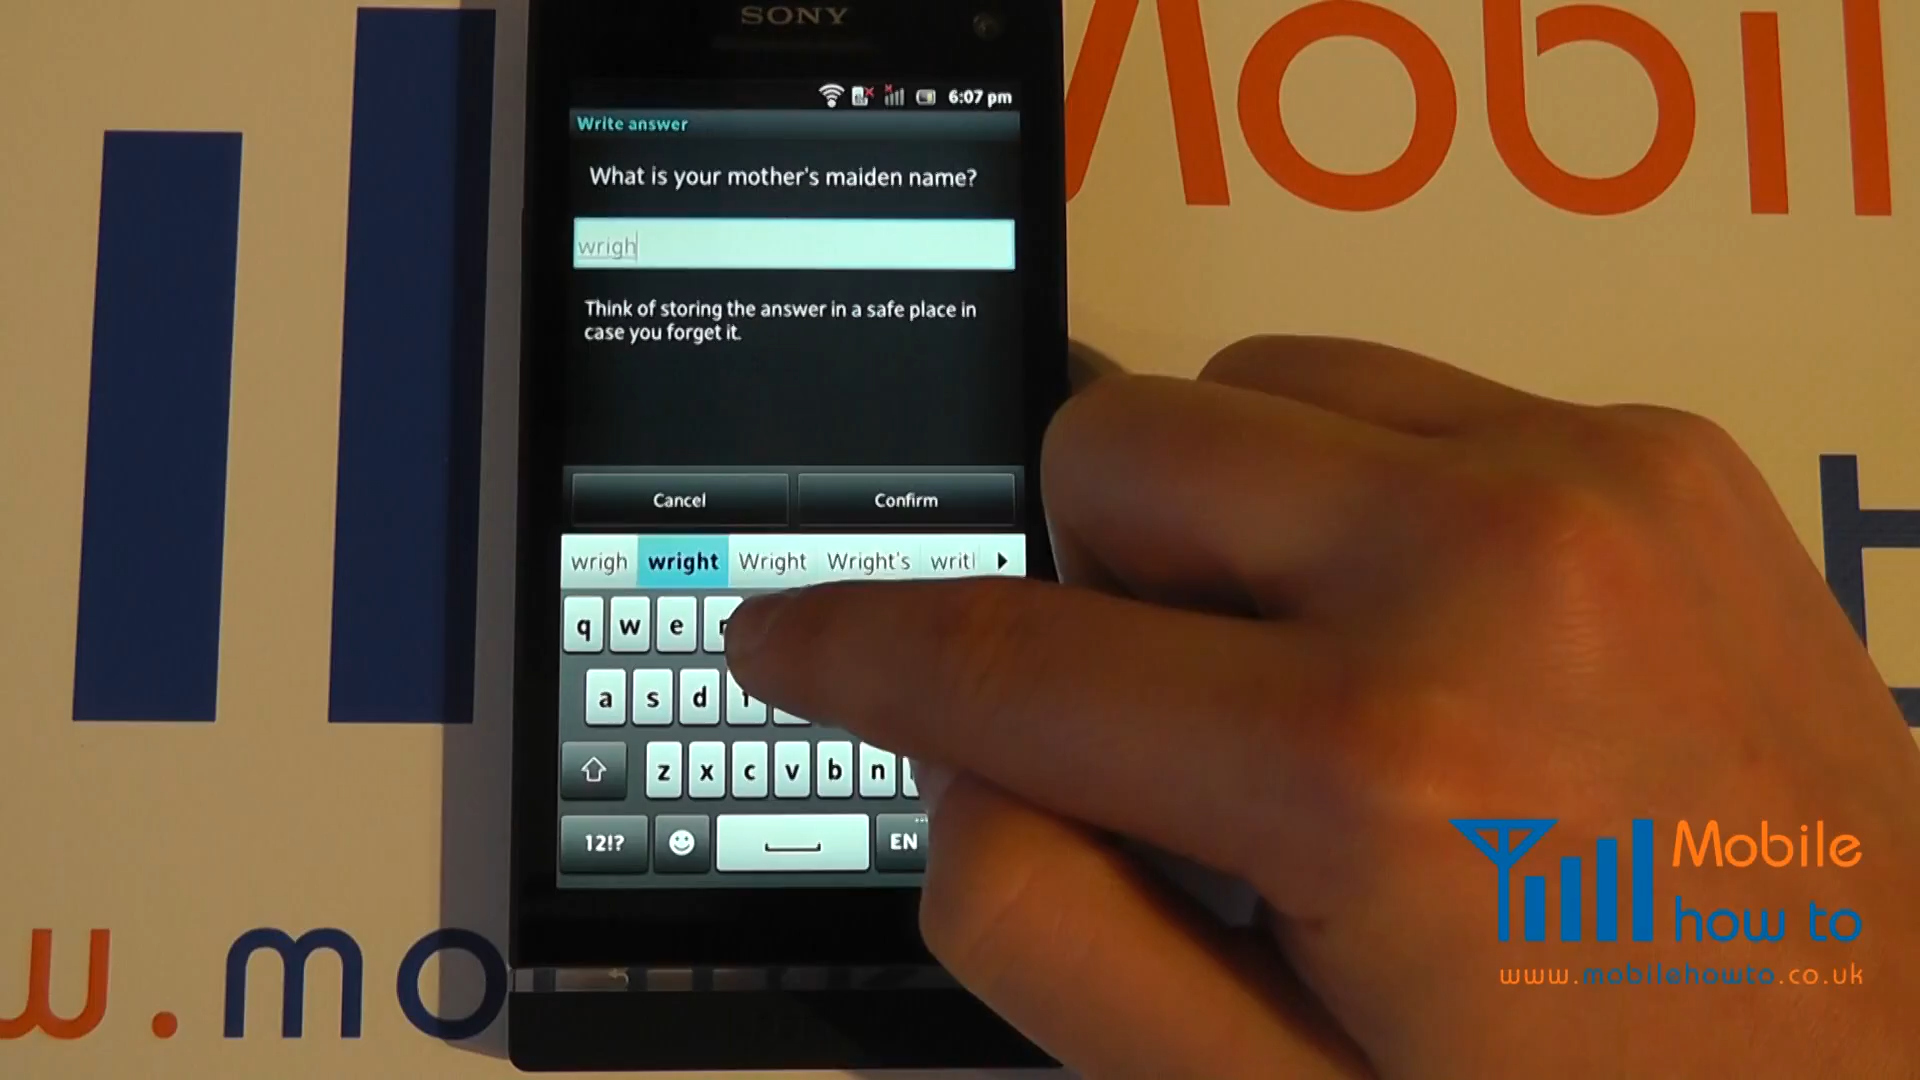 SONY
6:07 pm
Write answer
What is your mother's maiden name?
wrigh
Think of storing the answer in a safe place in
case you forget it.
Cancel Confirm
wrigh wright Wright Wright's
q w e r
a s d f
z x c v b n
12!? EN
Mobil
w.mo
Mobile
how to
www.mobilehowto.co.uk